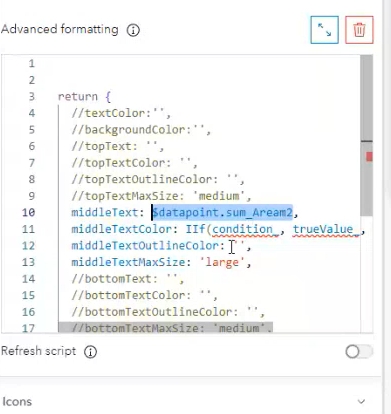 Advanced formatting
1
2
3 return {
4 //textColor:'',
5 //backgroundColor:'',
6 //topText: '',
7 //topTextColor: '',
8 //topTextOutlineColor: '',
9 //topTextMaxSize: 'medium',
10 middleText: $datapoint.sum_Aream2,
11 middleTextColor: IIf(condition_, trueValue_,
12 middleTextOutlineColor: '',
13 middleTextMaxSize: 'large',
14 //bottomText: '',
15 //bottomTextColor: '',
16 //bottomTextOutlineColor: '',
17 //bottomTextMaxSize: 'medium',
Refresh script
Icons